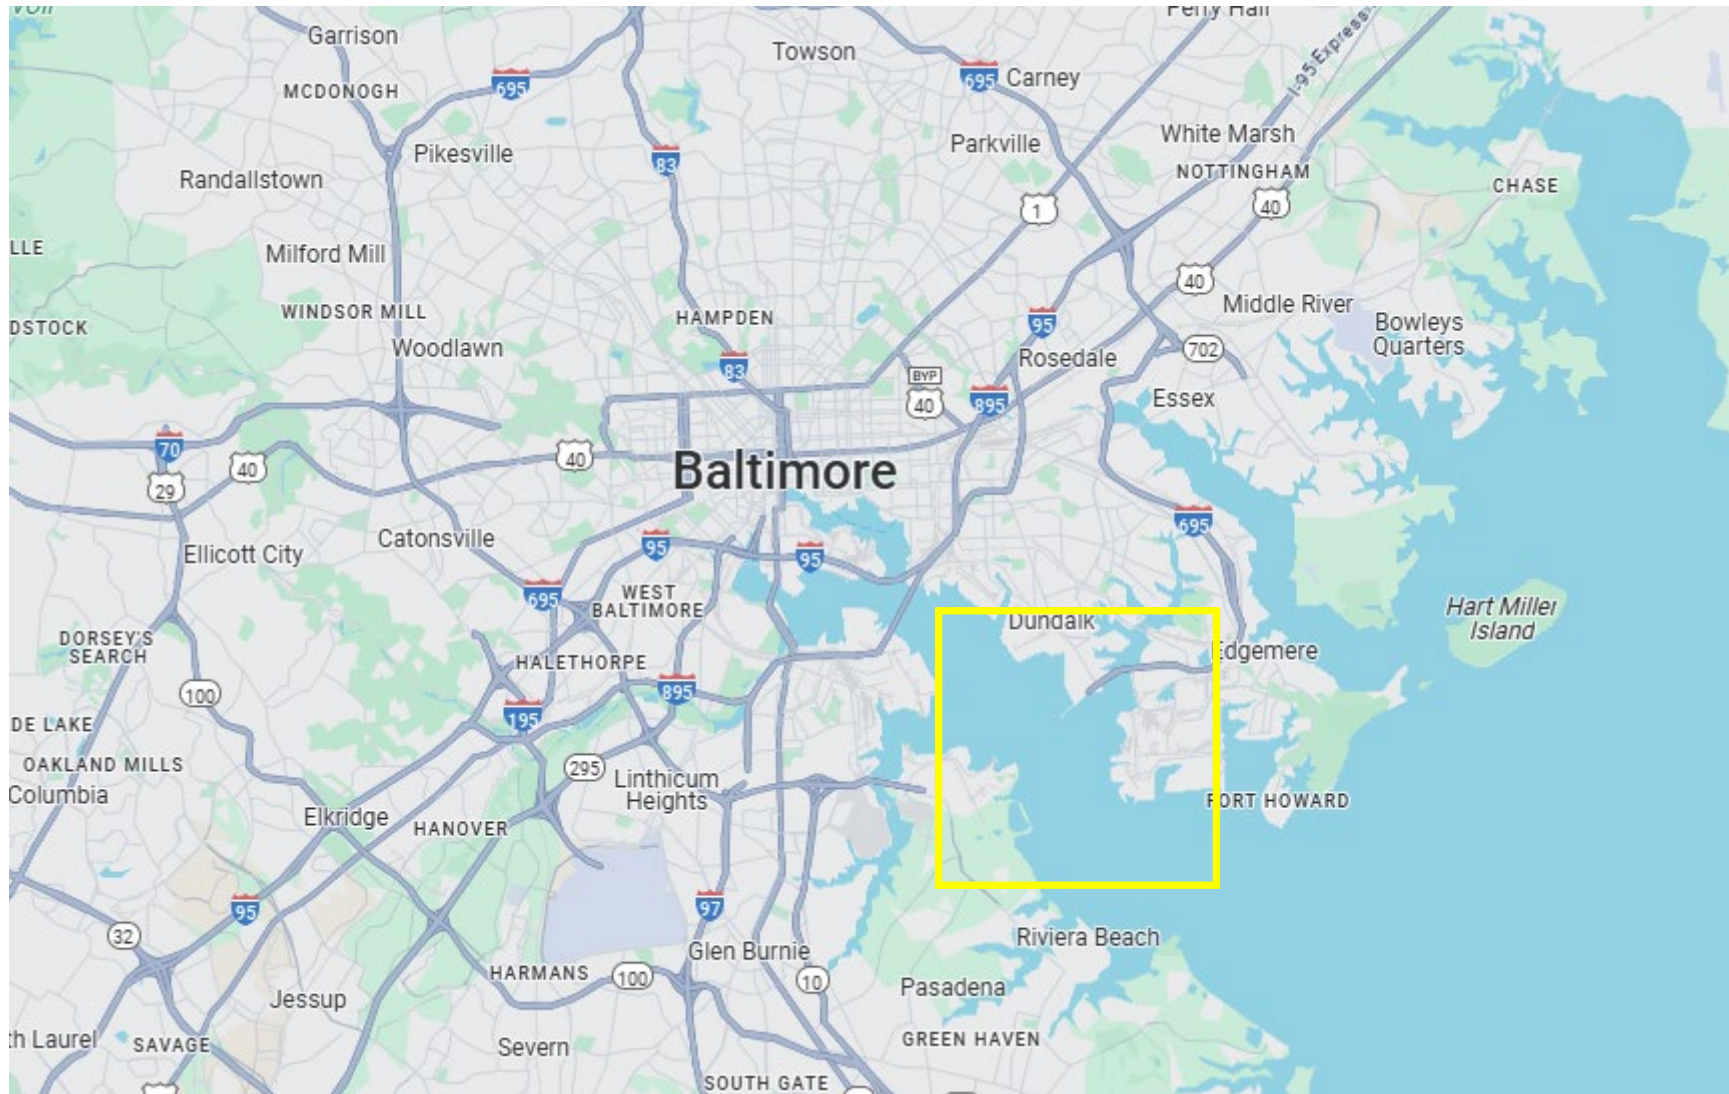 Garrison
Towson
Perry Hall
I-95 Express
MCDONOGH
695
695
Carney
Pikesville
83
Parkville
White Marsh
NOTTINGHAM
Randallstown
CHASE
1
40
LLE
Milford Mill
40
WINDSOR MILL
HAMPDEN
Middle River
DSTOCK
95
Bowleys
Quarters
Woodlawn
83
Rosedale
702
BYP
40
895
Essex
70
40
40
29
Baltimore
695
Catonsville
95
95
Ellicott City
695
WEST
BALTIMORE
Hart Miller
Island
Dundalk
DORSEY'S
SEARCH
HALETHORPE
Edgemere
100
895
195
DE LAKE
OAKLAND MILLS
295
Linthicum
Heights
Columbia
Elkridge
HANOVER
FORT HOWARD
95
97
32
Glen Burnie
Riviera Beach
HARMANS
100
10
Pasadena
Jessup
th Laurel
SAVAGE
Severn
GREEN HAVEN
SOUTH GATE